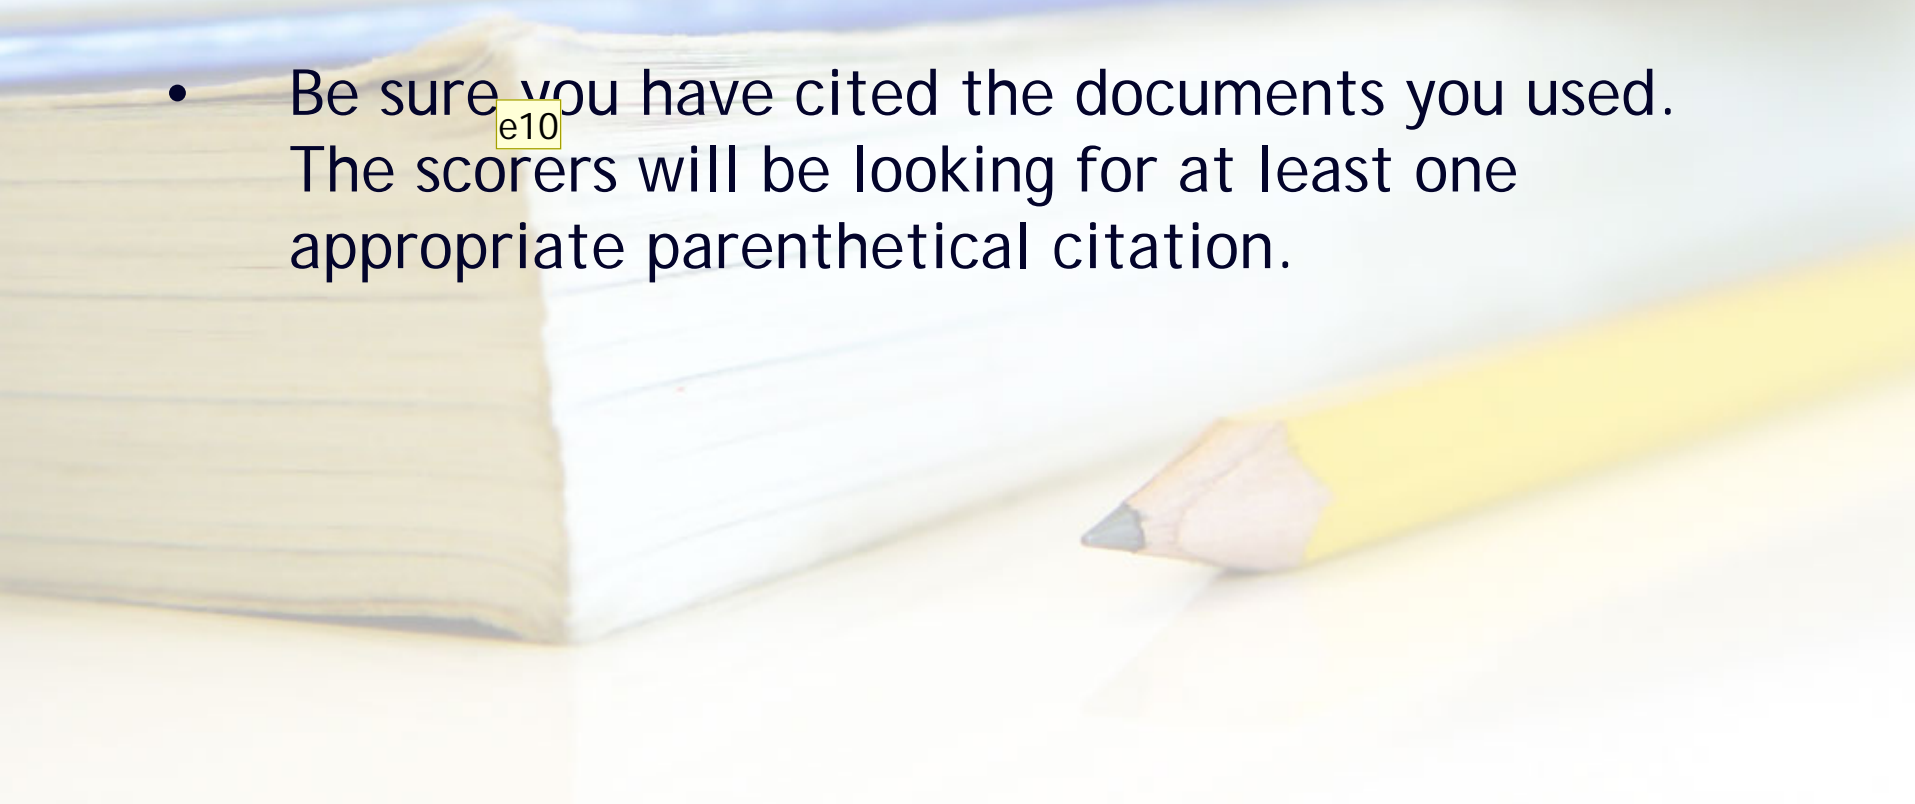 • Be sure you have cited the documents you used.
e10
The scorers will be looking for at least one
appropriate parenthetical citation.